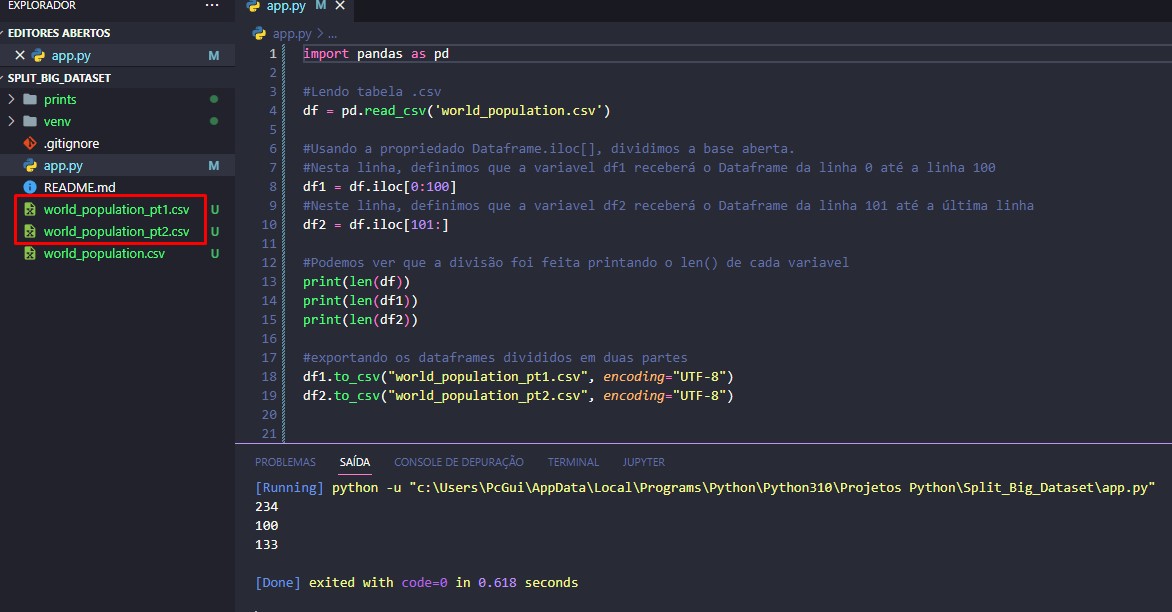 EXPLORADOR ...
EDITORES ABERTOS
app.py M
SPLIT_BIG_DATASET
prints
venv
.gitignore
app.py M
README.md
world_population_pt1.csv U
world_population_pt2.csv U
world_population.csv U
app.py M
app.py > ...
1 import pandas as pd
2
3 #Lendo tabela .csv
4 df = pd.read_csv('world_population.csv')
5
6 #Usando a propriedado Dataframe.iloc[], dividimos a base aberta.
7 #Nesta linha, definimos que a variavel df1 receberá o Dataframe da linha 0 até a linha 100
8 df1 = df.iloc[0:100]
9 #Neste linha, definimos que a variavel df2 receberá o Dataframe da linha 101 até a última linha
10 df2 = df.iloc[101:]
11
12 #Podemos ver que a divisão foi feita printando o len() de cada variavel
13 print(len(df))
14 print(len(df1))
15 print(len(df2))
16
17 #exportando os dataframes divididos em duas partes
18 df1.to_csv("world_population_pt1.csv", encoding="UTF-8")
19 df2.to_csv("world_population_pt2.csv", encoding="UTF-8")
20
21
PROBLEMAS SAÍDA CONSOLE DE DEPURAÇÃO TERMINAL JUPYTER
[Running] python -u "c:\Users\PcGui\AppData\Local\Programs\Python\Python310\Projetos Python\Split_Big_Dataset\app.py"
234
100
133
[Done] exited with code=0 in 0.618 seconds